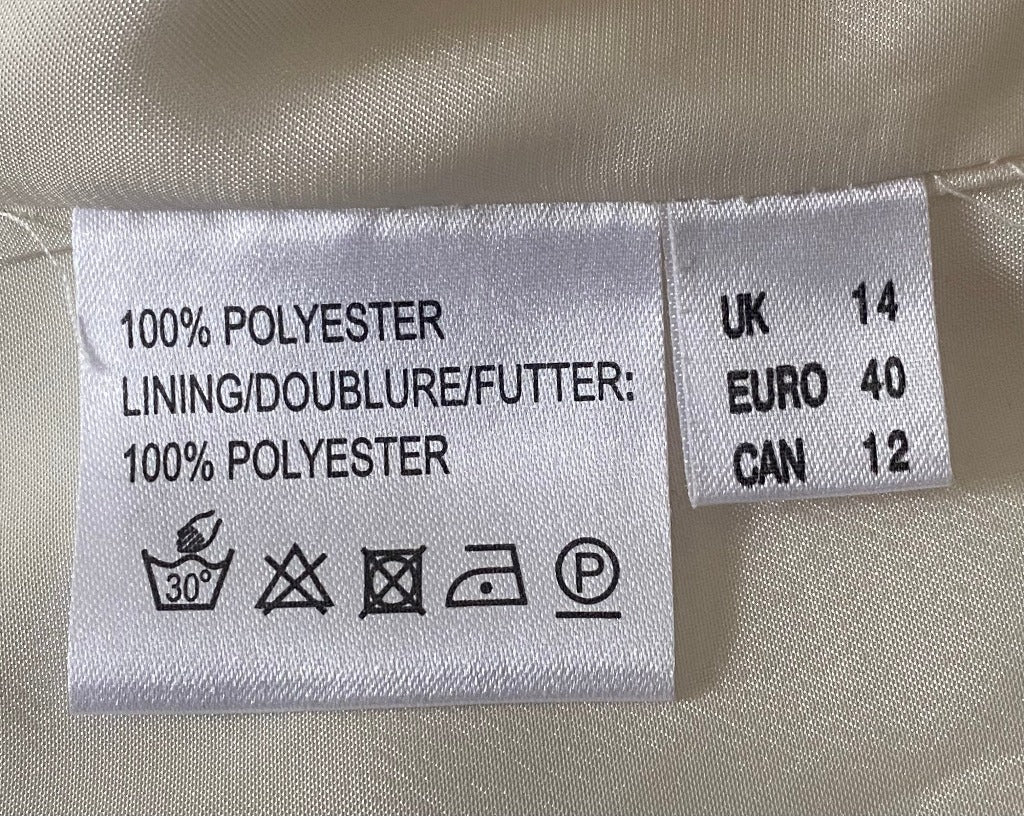 100% POLYESTER
LINING/DOUBLURE/FUTTER:
100% POLYESTER
30°
P
UK 14
EURO 40
CAN 12